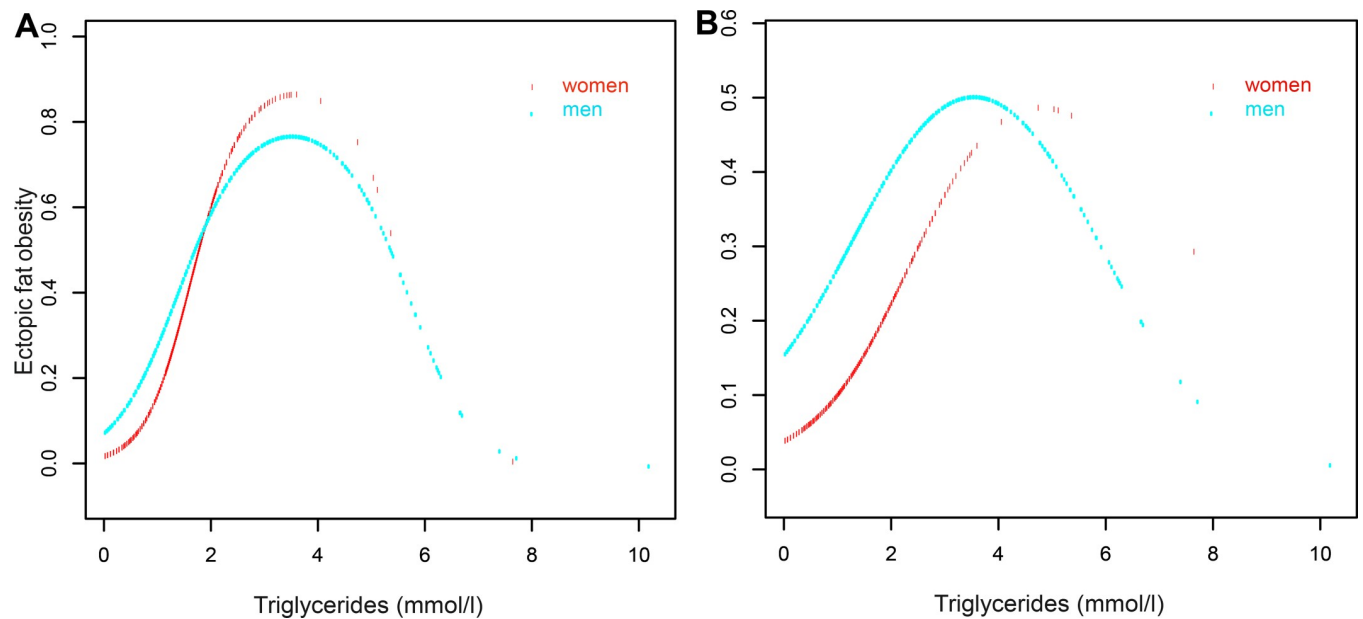 A
B
Ectopic fat obesity
1.0
0.8
0.6
0.4
0.2
0.0
women
men
0 2 4 6 8 10
Triglycerides (mmol/l)
0.6
0.5
0.4
0.3
0.2
0.1
0.0
women
men
0 2 4 6 8 10
Triglycerides (mmol/l)